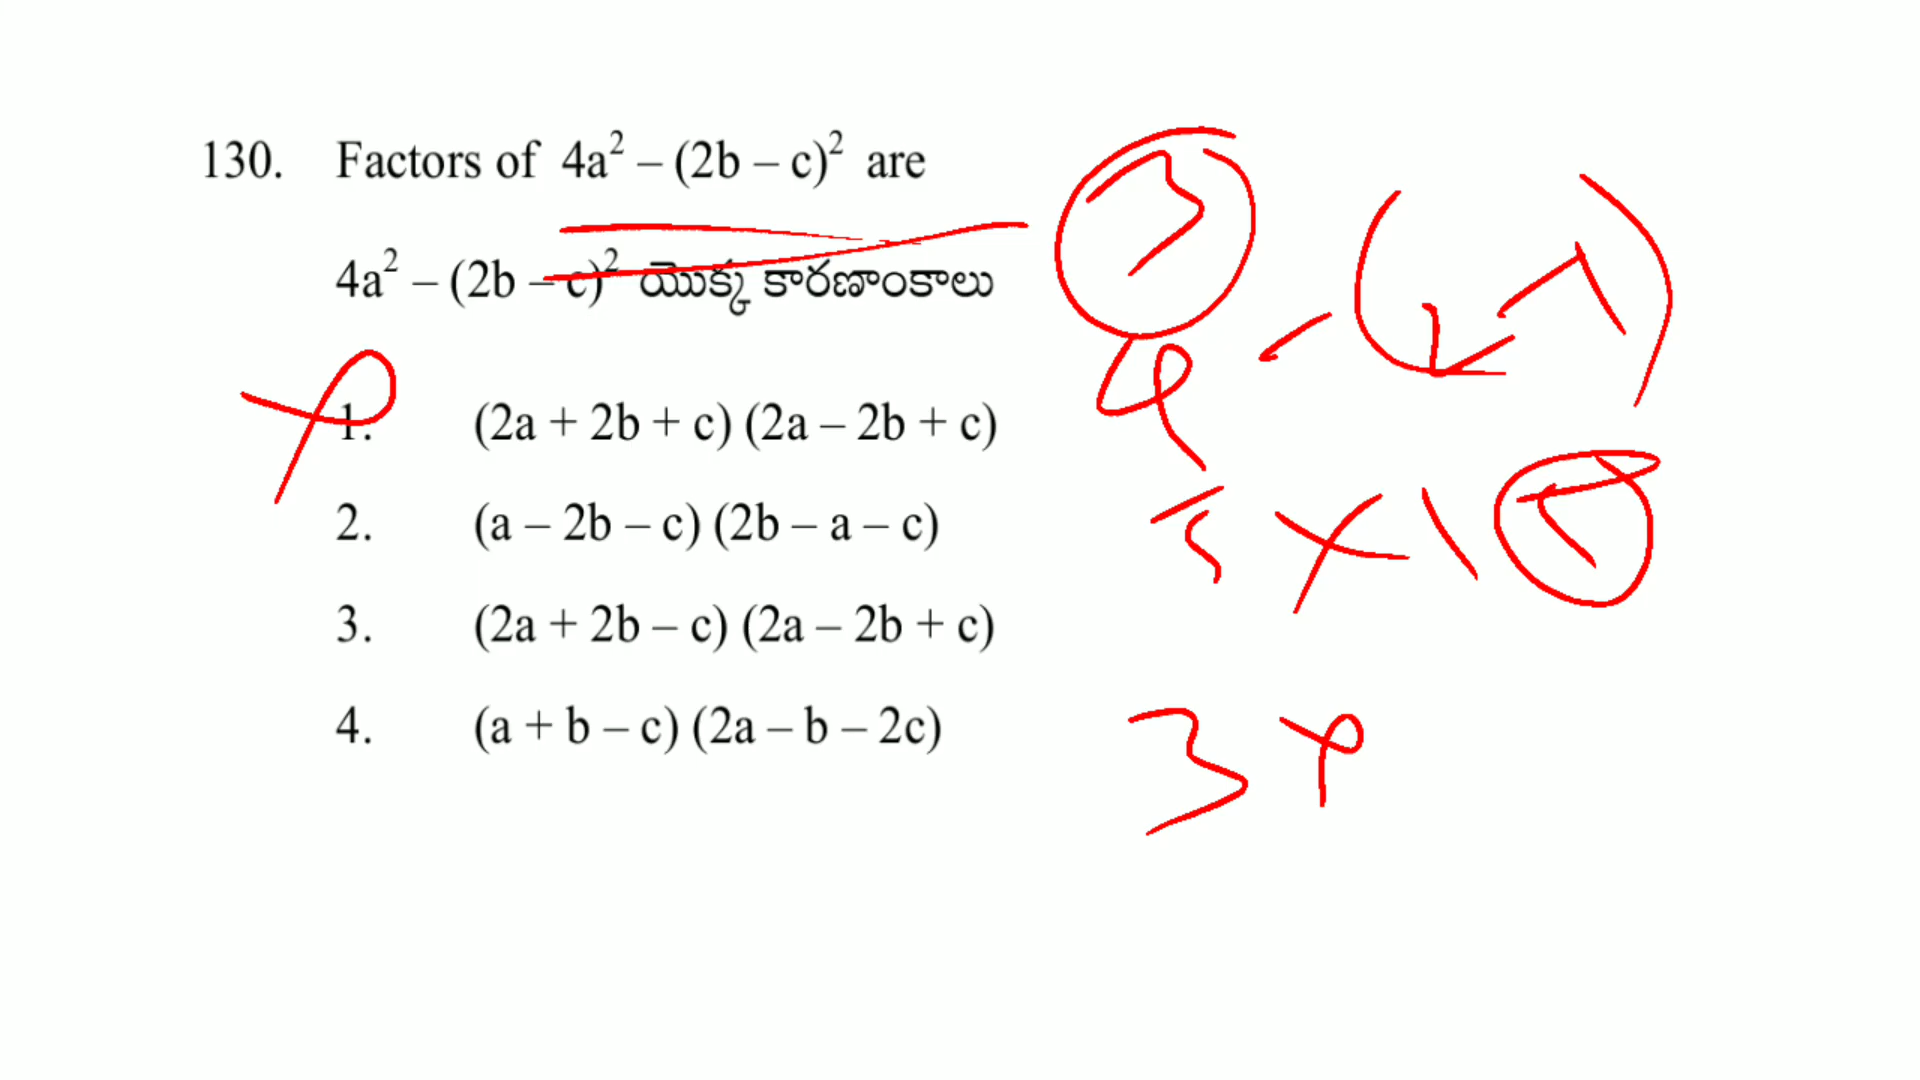 130. Factors of 4a² – (2b – c)² are
4a² – (2b – c)² యొక్క కారణాంకాలు
1. (2a + 2b + c) (2a – 2b + c)
2. (a – 2b – c) (2b – a – c)
3. (2a + 2b – c) (2a – 2b + c)
4. (a + b – c) (2a – b – 2c)
3